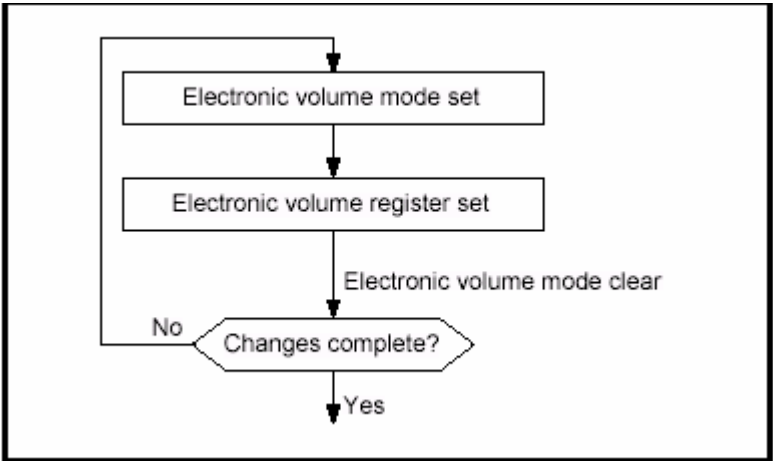 Electronic volume mode set
Electronic volume register set
Electronic volume mode clear
No
Changes complete?
Yes